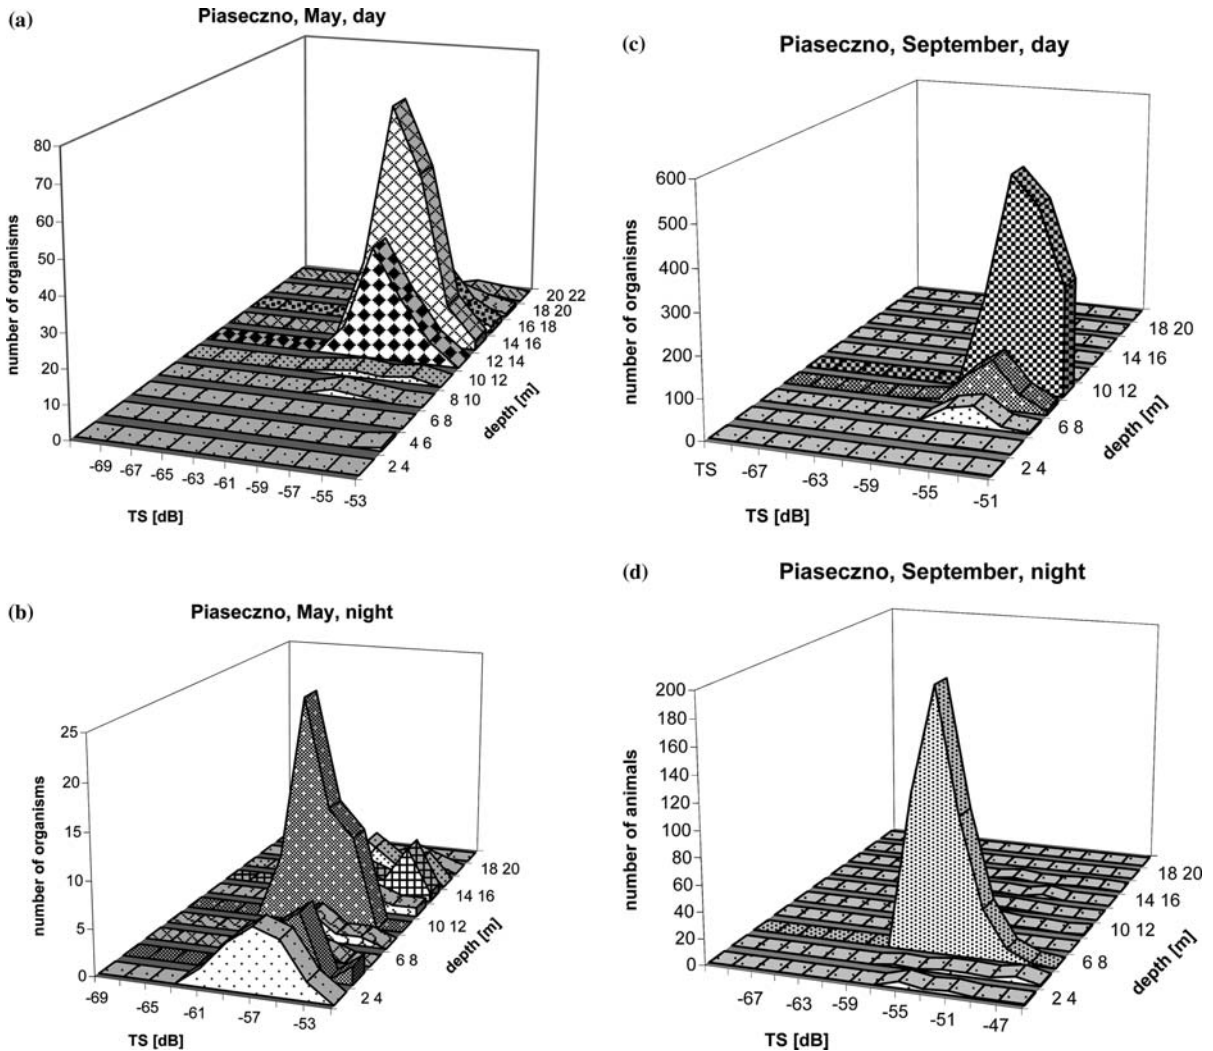 (a)
Piaseczno, May, day
80
70
60
50
40
30
20
10
0
number of organisms
-69 -67 -65 -63 -61 -59 -57 -55 -53
TS [dB]
2 4
4 6
6 8
8 10
10 12
12 14
14 16
16 18
18 20
20 22
depth [m]
(c)
Piaseczno, September, day
600
500
400
300
200
100
0
number of organisms
TS -67 -63 -59 -55 -51
TS [dB]
2 4
6 8
10 12
14 16
18 20
depth [m]
(b)
Piaseczno, May, night
25
20
15
10
5
0
number of organisms
-69 -65 -61 -57 -53
TS [dB]
2 4
6 8
10 12
14 16
18 20
depth [m]
(d)
Piaseczno, September, night
200
180
160
140
120
100
80
60
40
20
0
number of animals
-67 -63 -59 -55 -51 -47
TS [dB]
2 4
6 8
10 12
14 16
18 20
depth [m]